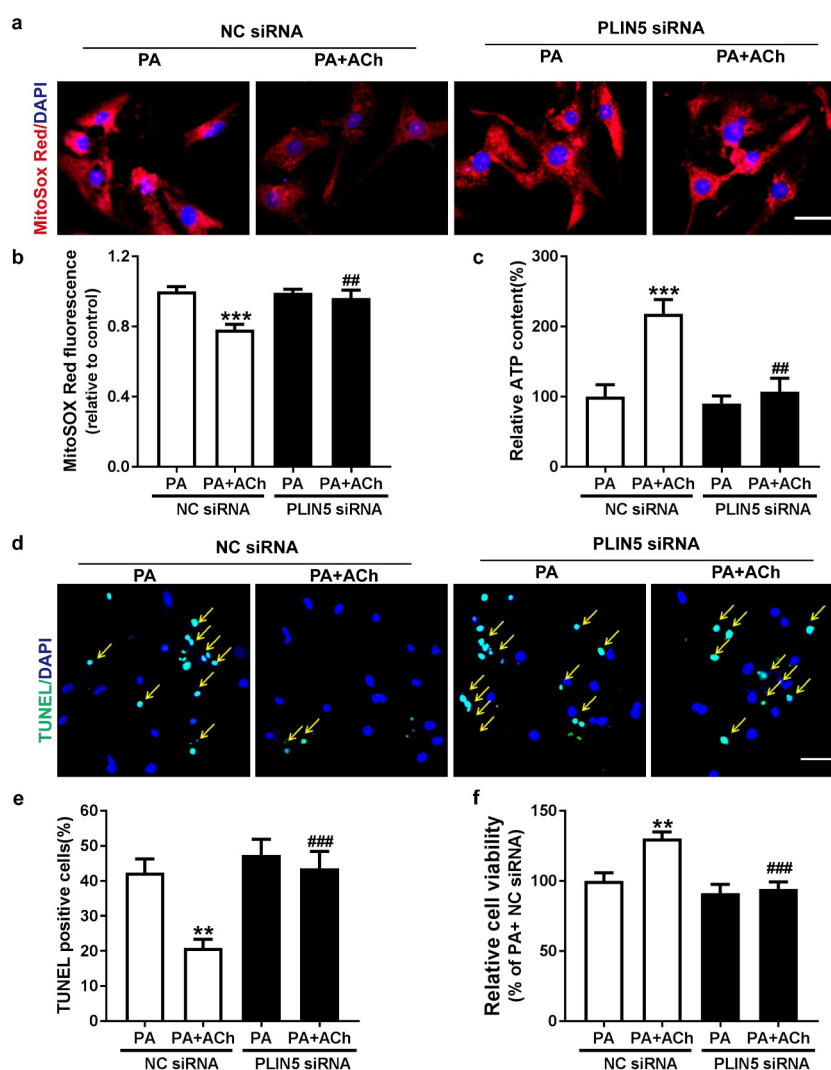 a
NC siRNA
PLIN5 siRNA
PA
PA+ACh
PA
PA+ACh
MitoSox Red/DAPI
b
MitoSOX Red fluorescence
(relative to control)
1.2
0.8
0.4
0.0
***
##
PA
PA+ACh
PA
PA+ACh
NC siRNA
PLIN5 siRNA
c
Relative ATP content(%)
300
200
100
0
***
##
PA
PA+ACh
PA
PA+ACh
NC siRNA
PLIN5 siRNA
d
NC siRNA
PLIN5 siRNA
PA
PA+ACh
PA
PA+ACh
TUNEL/DAPI
e
TUNEL positive cells(%)
60
40
20
0
**
###
PA
PA+ACh
PA
PA+ACh
NC siRNA
PLIN5 siRNA
f
Relative cell viability
(% of PA+ NC siRNA)
150
100
50
0
**
###
PA
PA+ACh
PA
PA+ACh
NC siRNA
PLIN5 siRNA